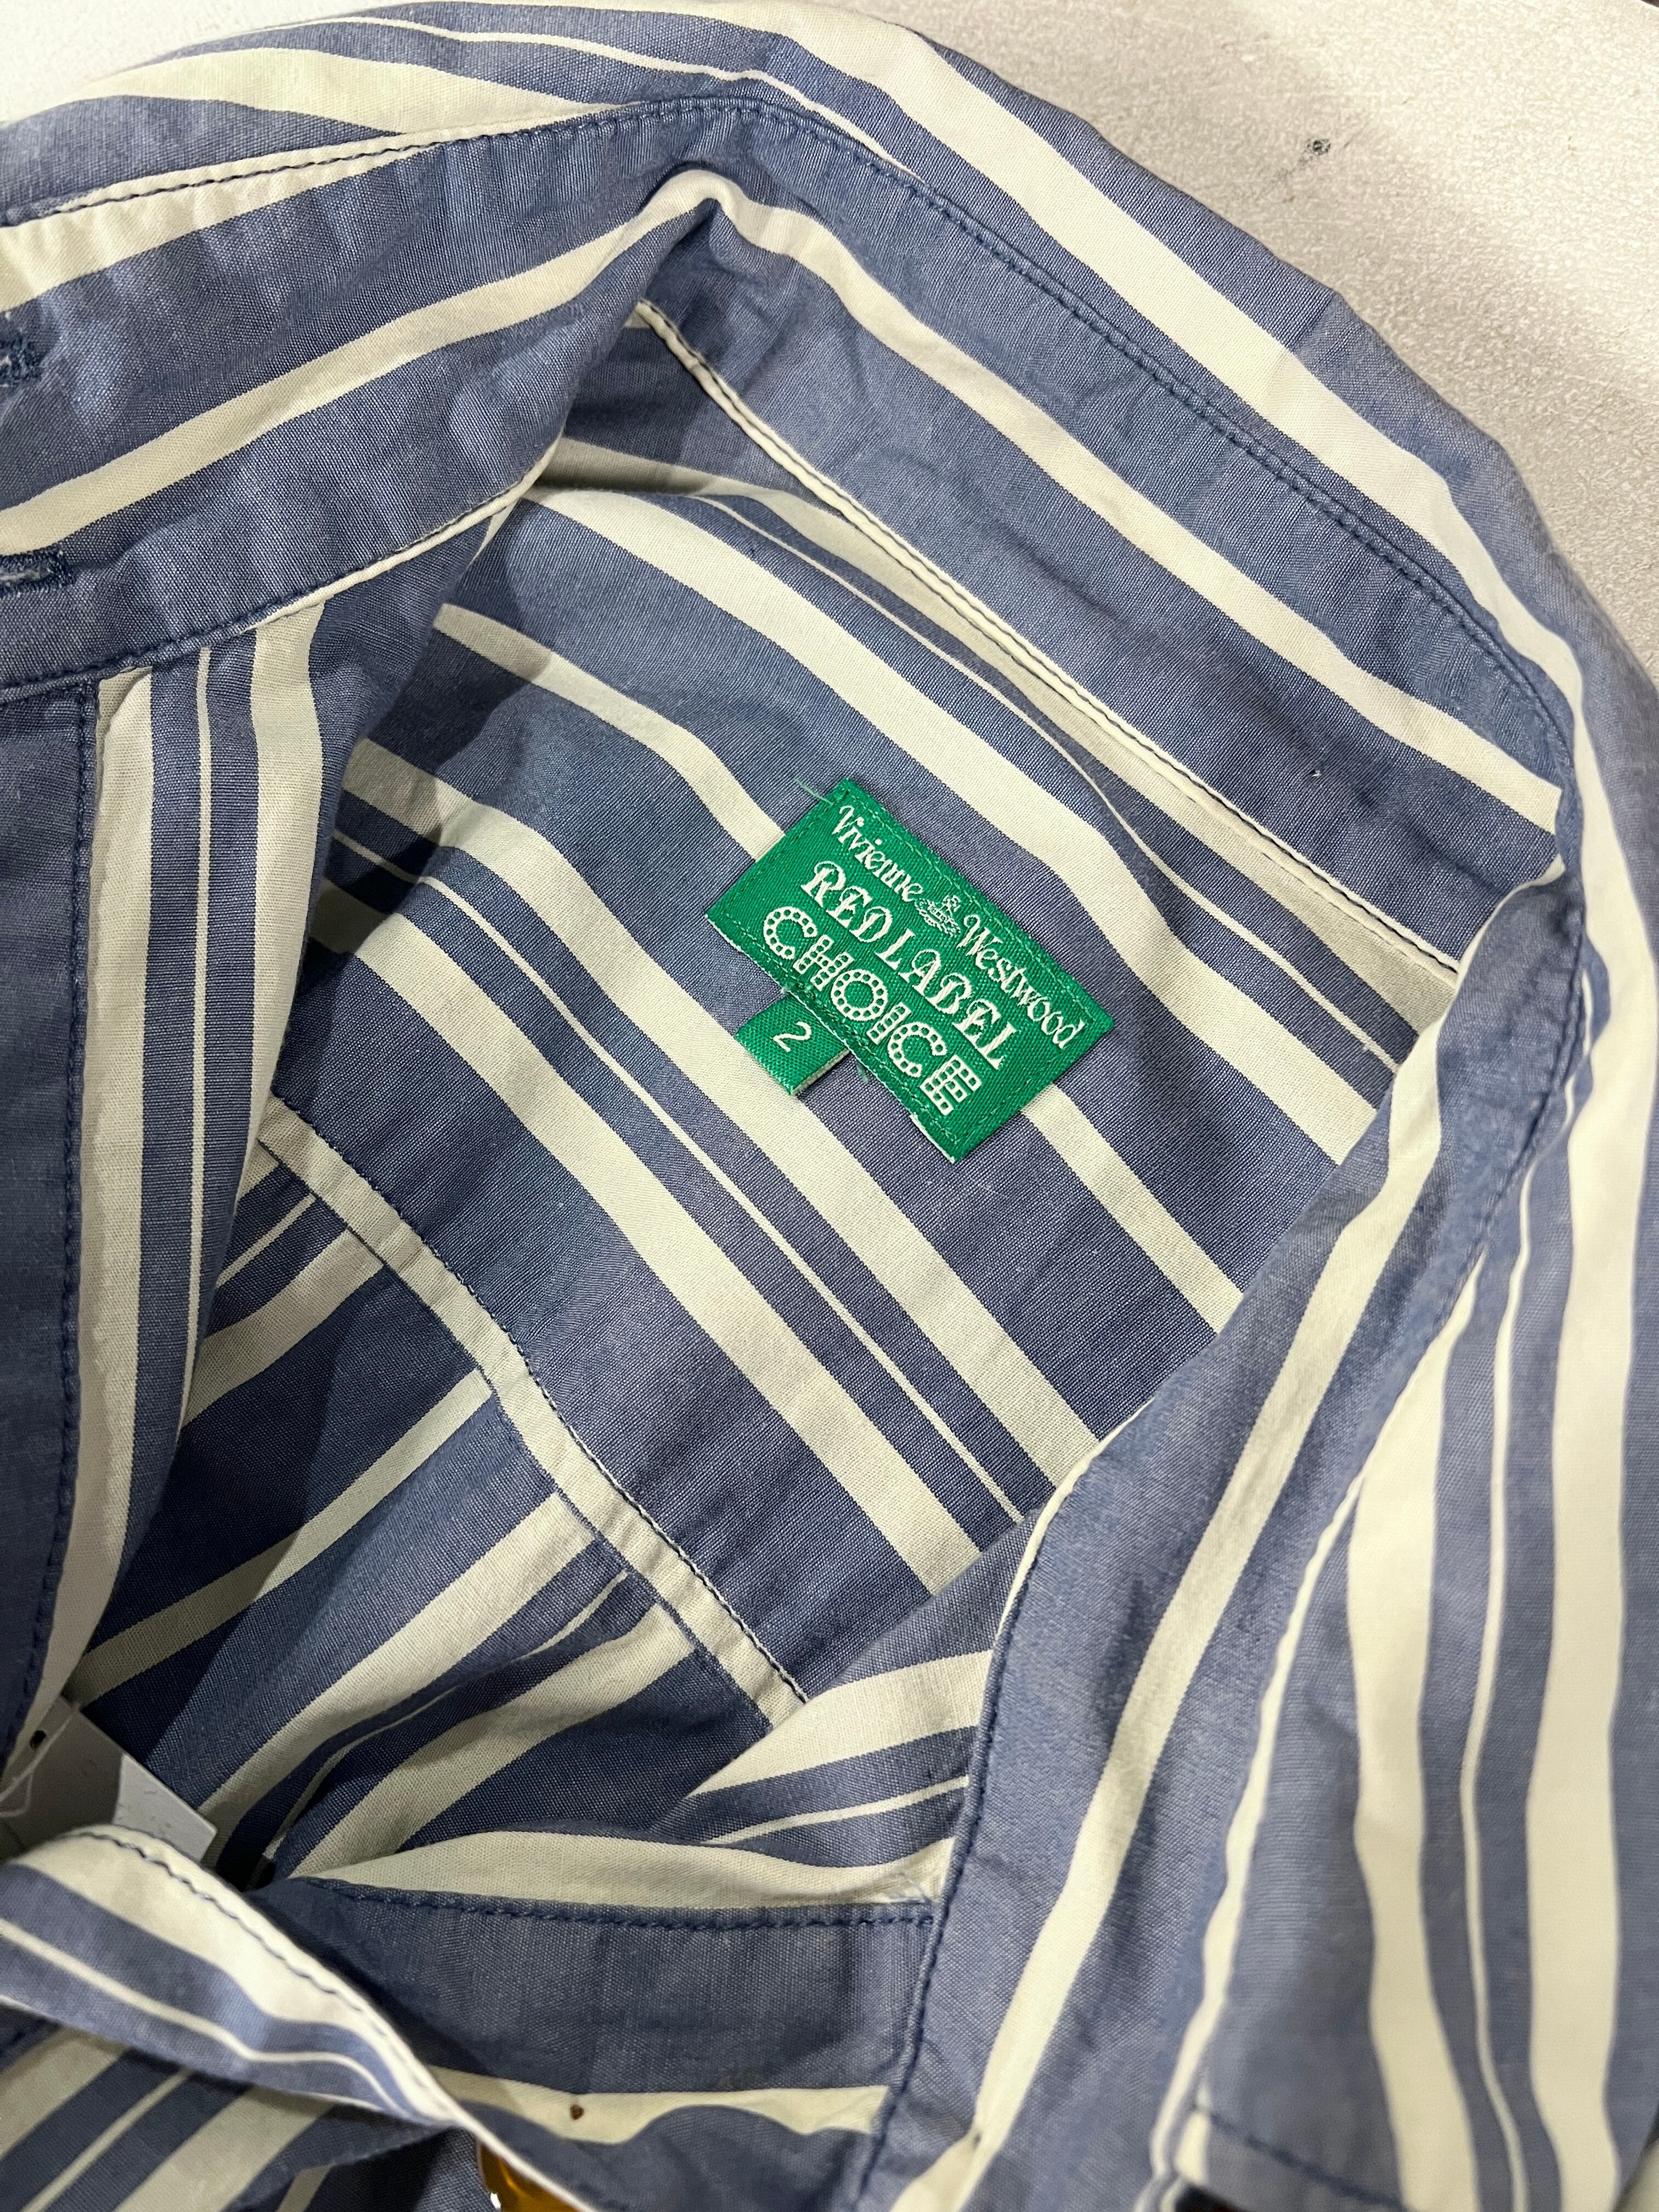 Vivienne Westwood
RED LABEL
CHOICE
2